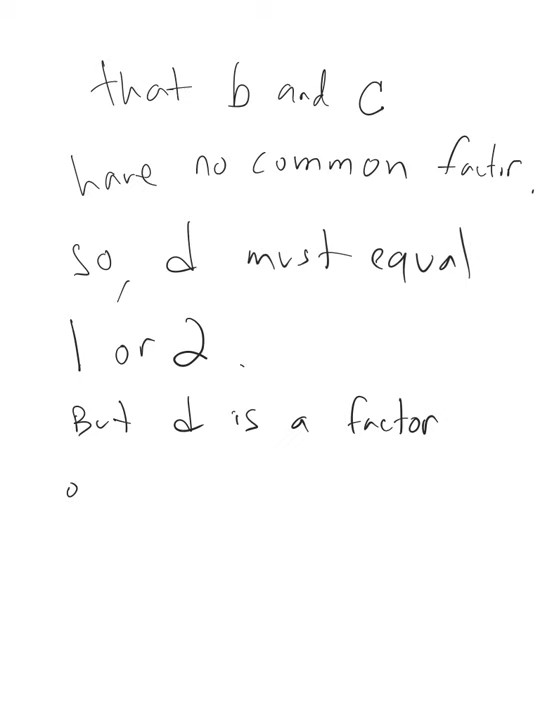 that b and c
have no common factor.
so, d must equal
1 or 2.
But d is a factor
o